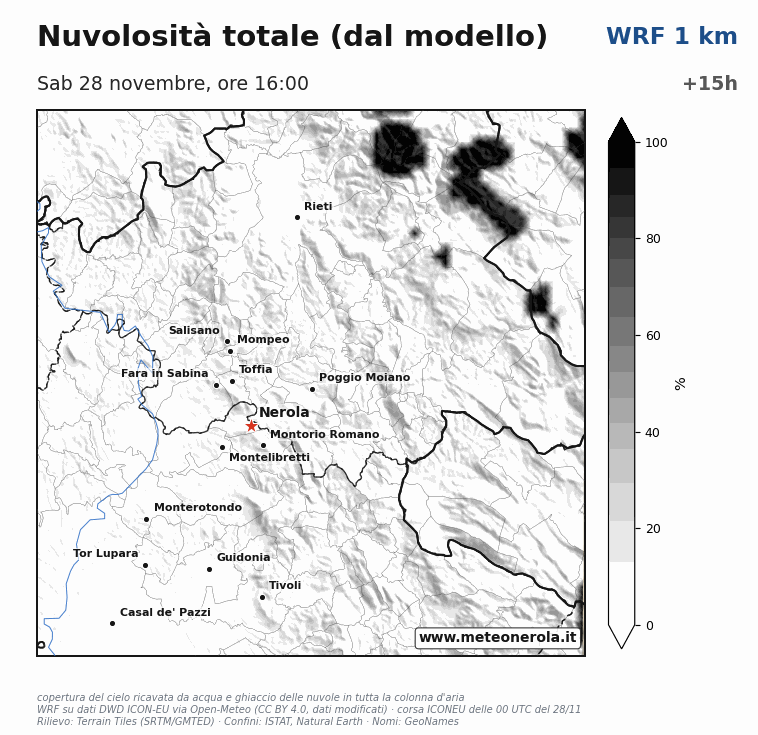 Nuvolosità totale (dal modello)
WRF 1 km
Sab 28 novembre, ore 16:00
+15h
100
80
60
40
20
0
%
Rieti
Salisano
Mompeo
Fara in Sabina
Toffia
Poggio Moiano
Nerola
Montorio Romano
Montelibretti
Monterotondo
Tor Lupara
Guidonia
Tivoli
Casal de' Pazzi
www.meteonerola.it
copertura del cielo ricavata da acqua e ghiaccio delle nuvole in tutta la colonna d'aria
WRF su dati DWD ICON-EU via Open-Meteo (CC BY 4.0, dati modificati) · corsa ICONEU delle 00 UTC del 28/11
Rilievo: Terrain Tiles (SRTM/GMTED) · Confini: ISTAT, Natural Earth · Nomi: GeoNames